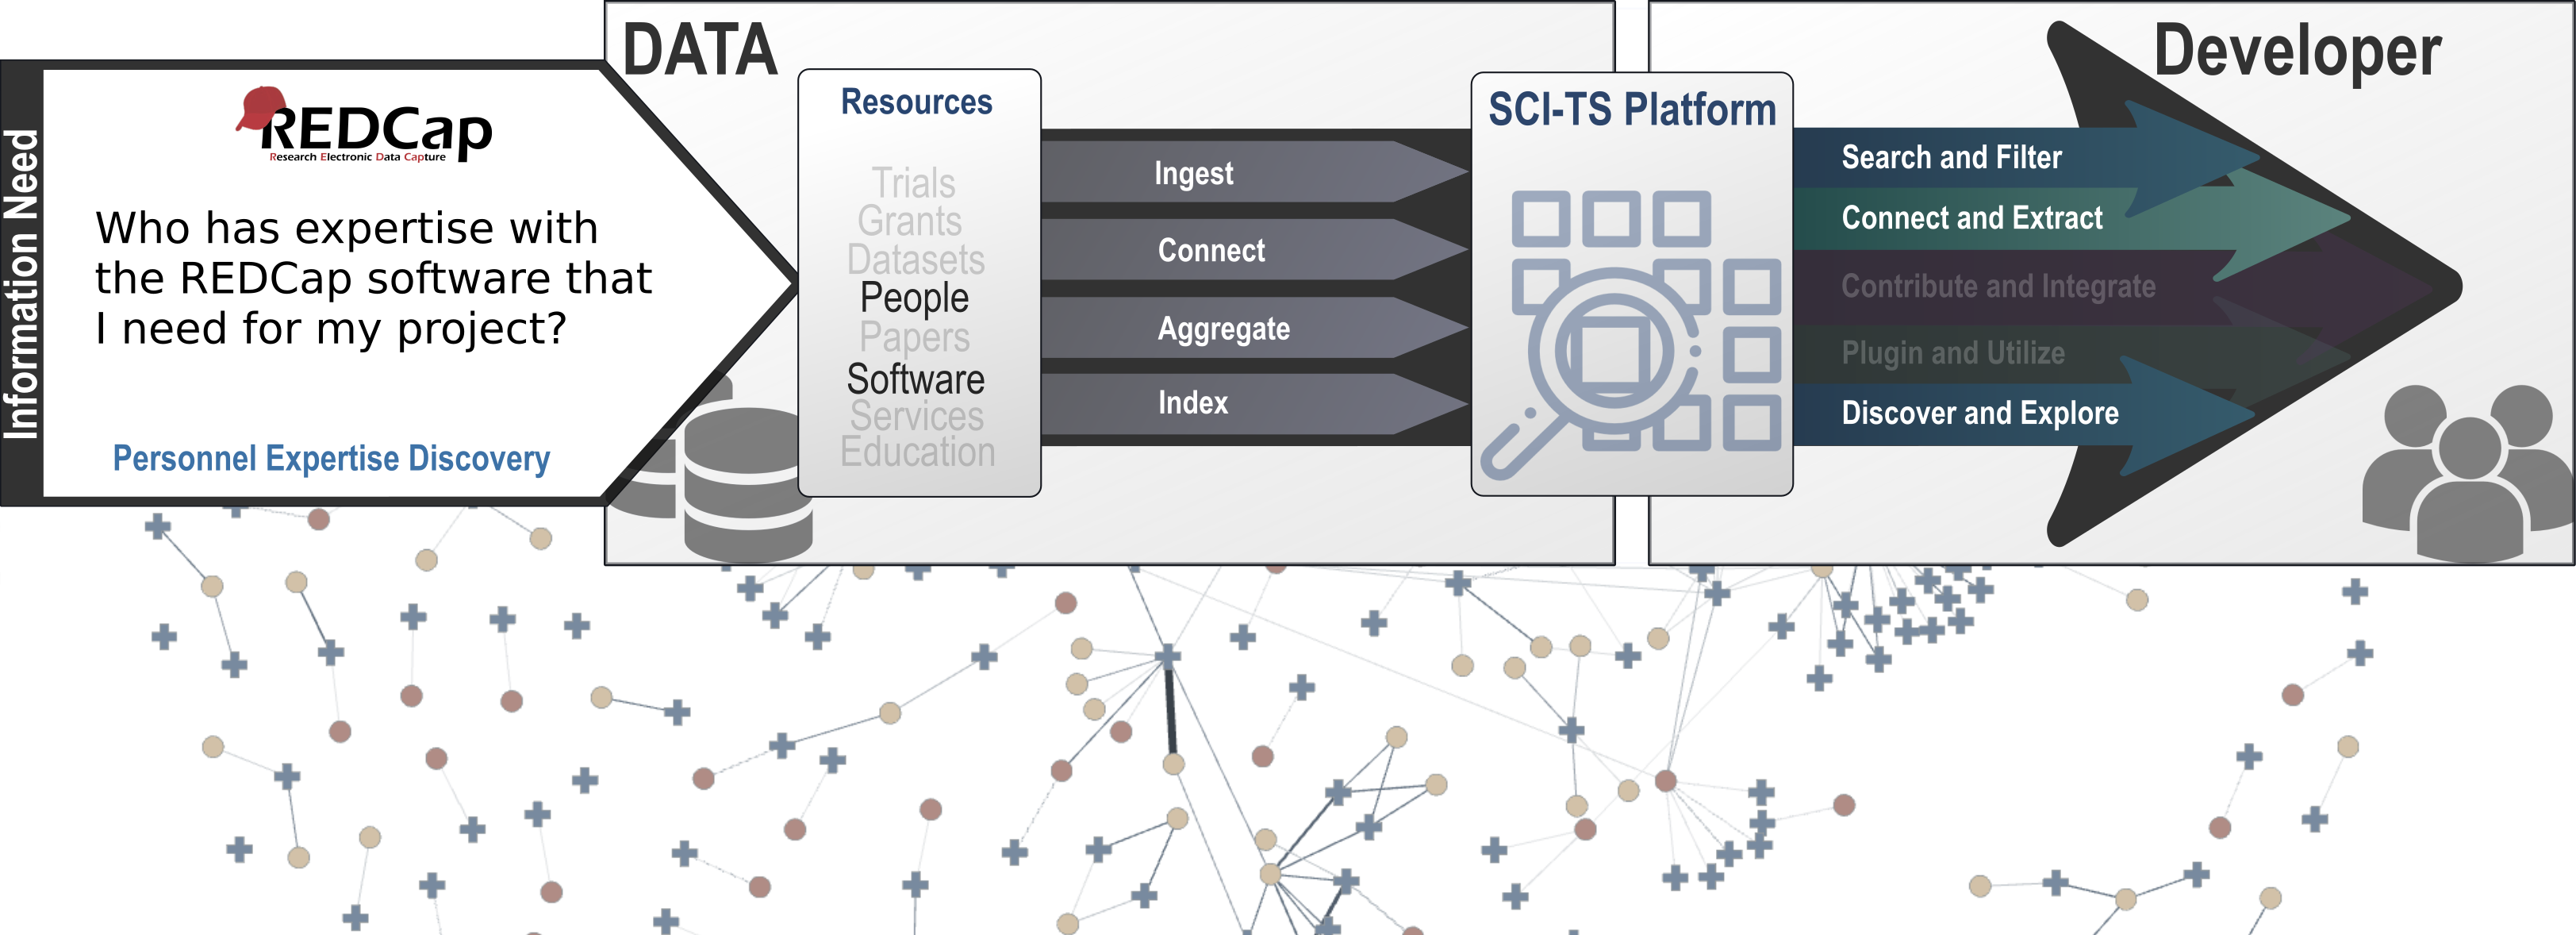 Information Need
REDCap
Research Electronic Data Capture
Who has expertise with
the REDCap software that
I need for my project?
Personnel Expertise Discovery
DATA
Resources
Trials
Grants
Datasets
People
Papers
Software
Services
Education
Ingest
Connect
Aggregate
Index
SCI-TS Platform
Developer
Search and Filter
Connect and Extract
Contribute and Integrate
Plugin and Utilize
Discover and Explore